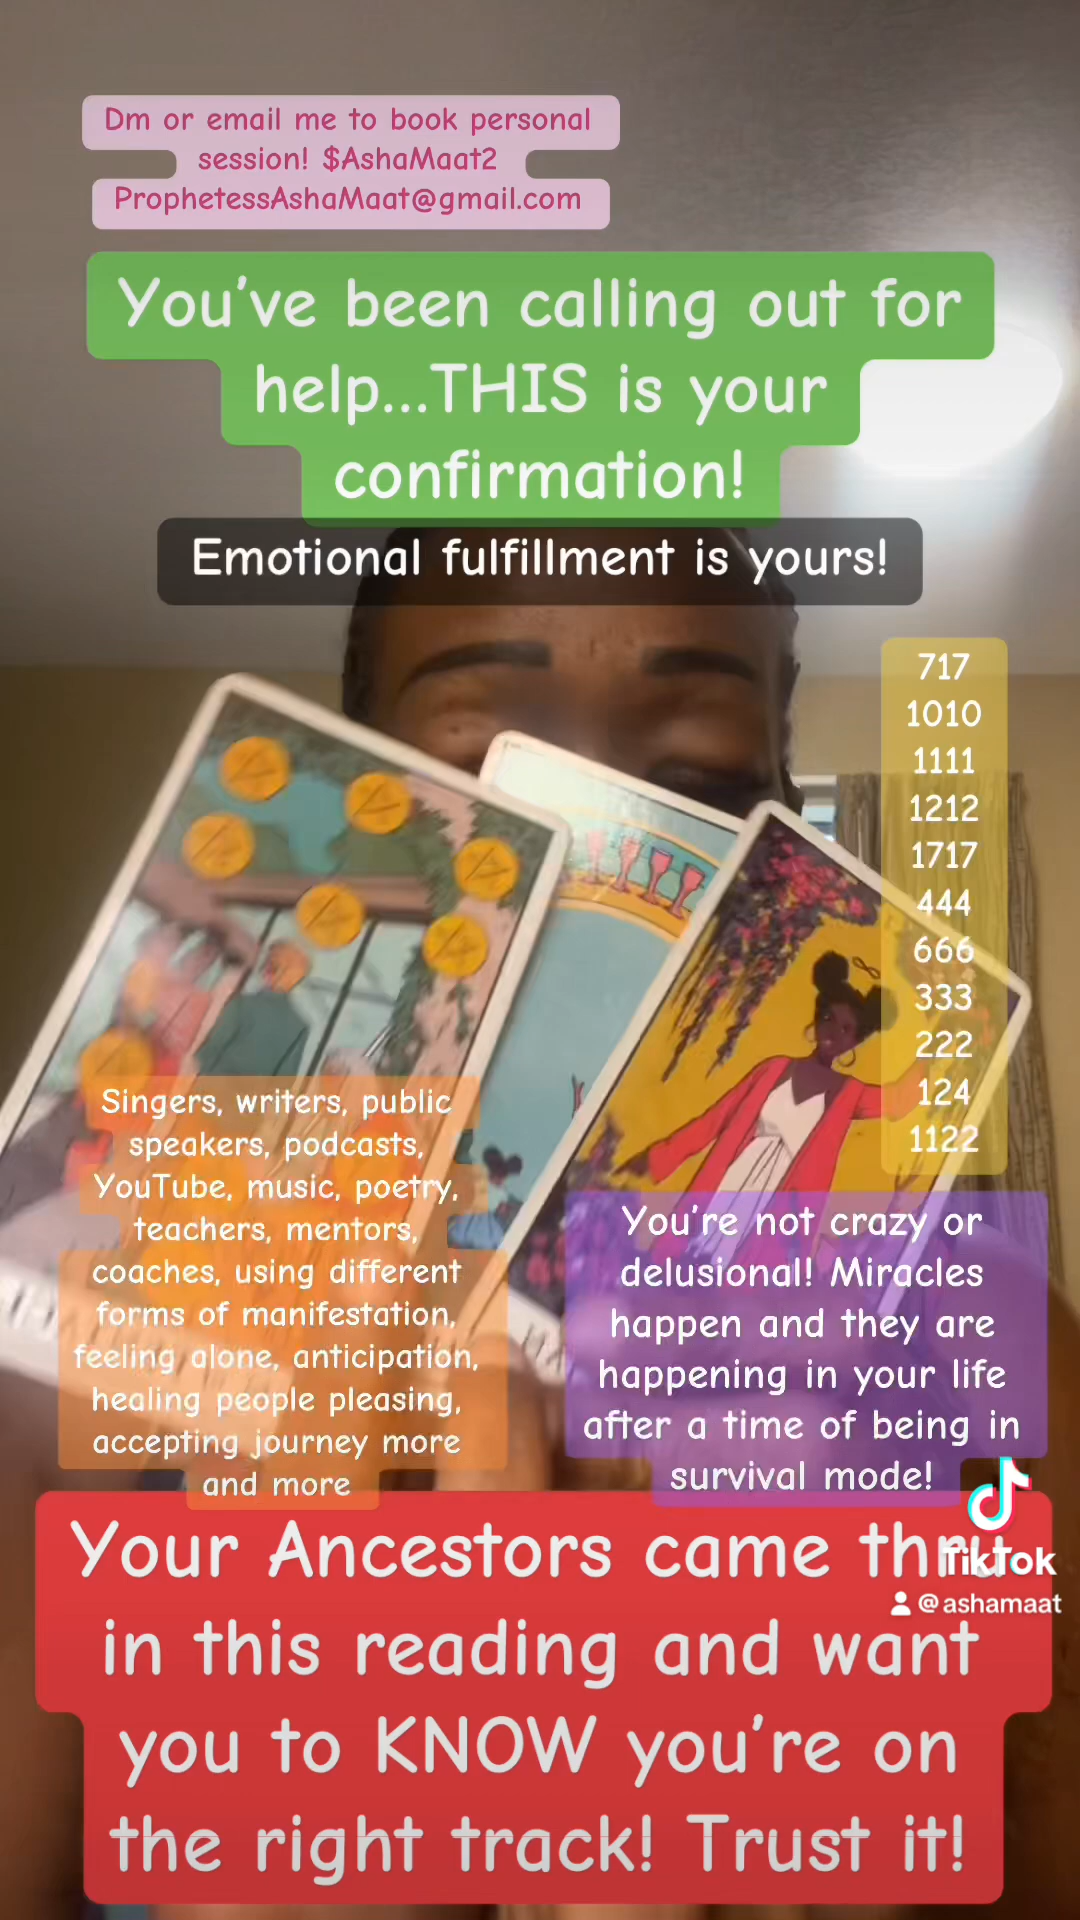 Dm or email me to book personal
session! $AshaMaat2
ProphetessAshaMaat@gmail.com
You've been calling out for
help...THIS is your
confirmation!
Emotional fulfillment is yours!
717
1010
1111
1212
1717
444
666
333
222
124
1122
Singers, writers, public
speakers, podcasts,
YouTube, music, poetry,
teachers, mentors,
coaches, using different
forms of manifestation,
feeling alone, anticipation,
healing people pleasing,
accepting journey more
and more
You're not crazy or
delusional! Miracles
happen and they are
happening in your life
after a time of being in
survival mode!
Your Ancestors came thru
in this reading and want
you to KNOW you're on
the right track! Trust it!
TikTok
@ashamaat